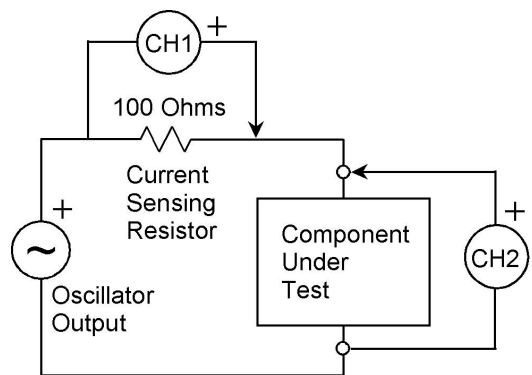 CH1
+
100 Ohms
Current
Sensing
Resistor
+
~
Oscillator
Output
Component
Under
Test
+
CH2